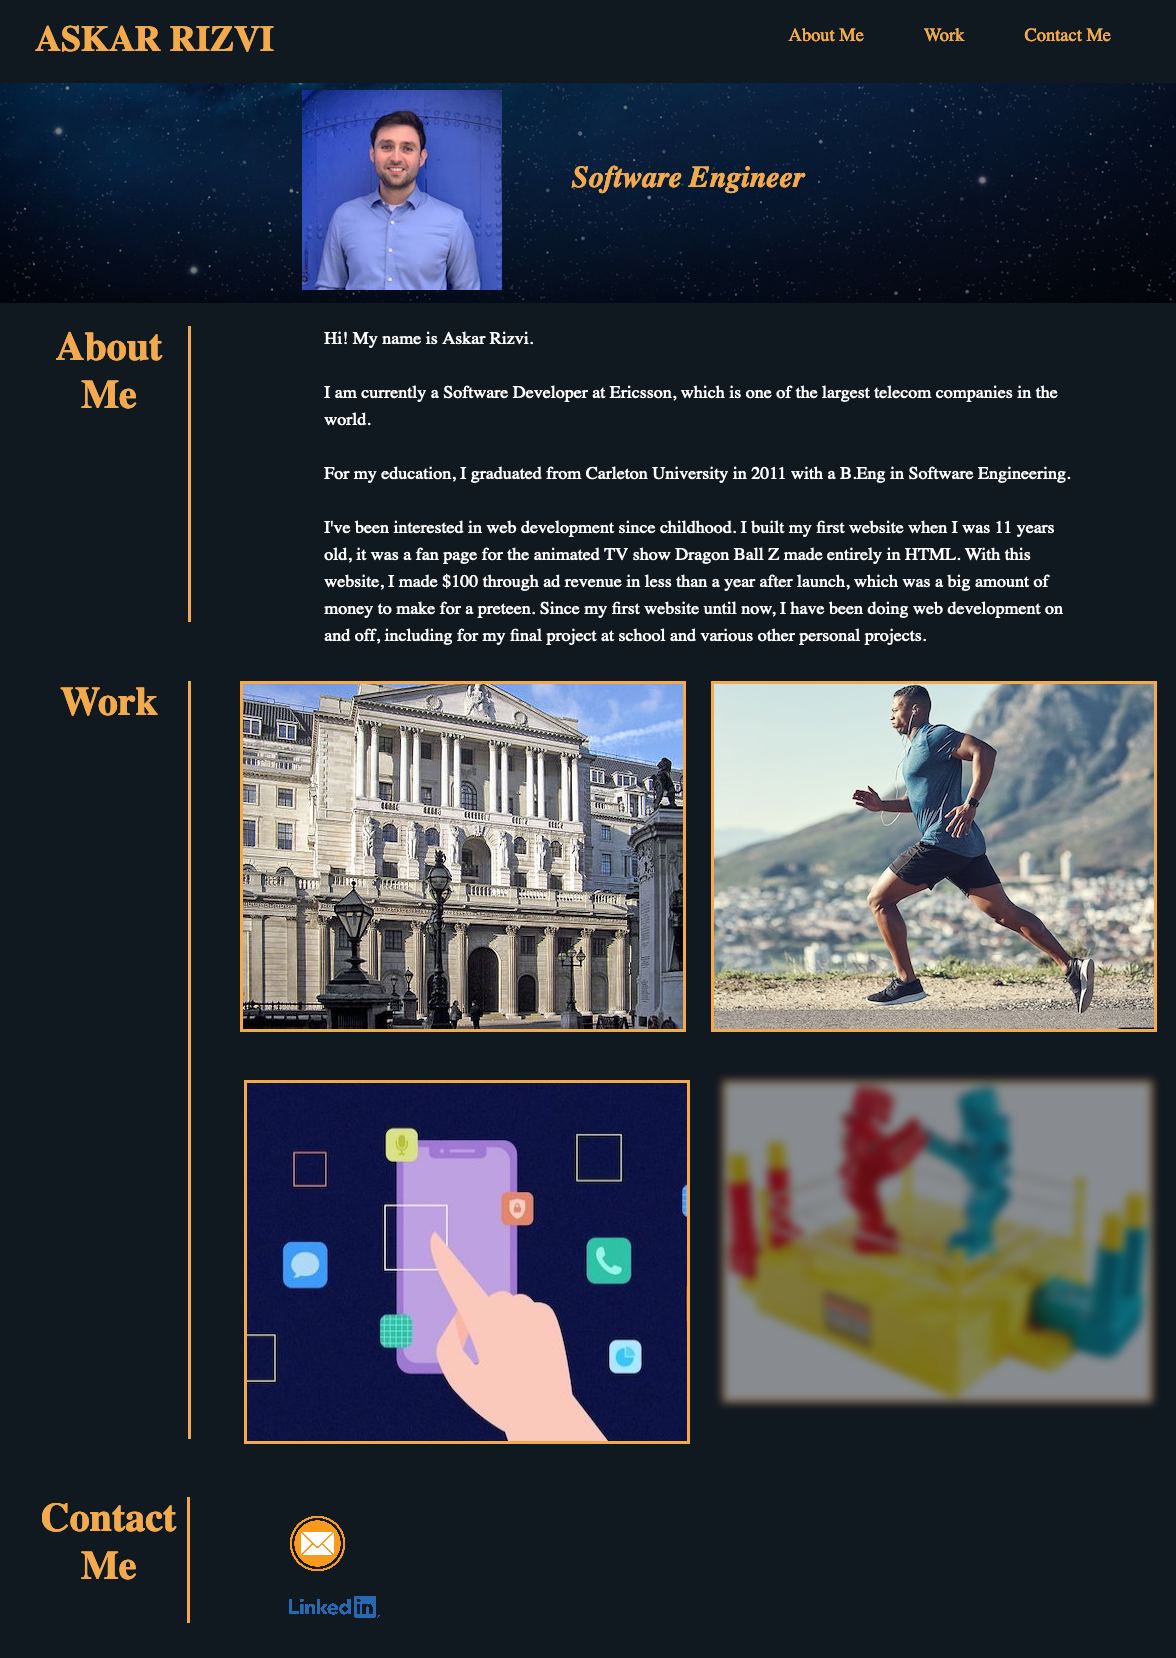 ASKAR RIZVI
About Me
Work
Contact Me
Software Engineer
About
Me
Hi! My name is Askar Rizvi.
I am currently a Software Developer at Ericsson, which is one of the largest telecom companies in the
world.
For my education, I graduated from Carleton University in 2011 with a B.Eng in Software Engineering.
I've been interested in web development since childhood. I built my first website when I was 11 years
old, it was a fan page for the animated TV show Dragon Ball Z made entirely in HTML. With this
website, I made $100 through ad revenue in less than a year after launch, which was a big amount of
money to make for a preteen. Since my first website until now, I have been doing web development on
and off, including for my final project at school and various other personal projects.
Work
Contact
Me
Linkedin